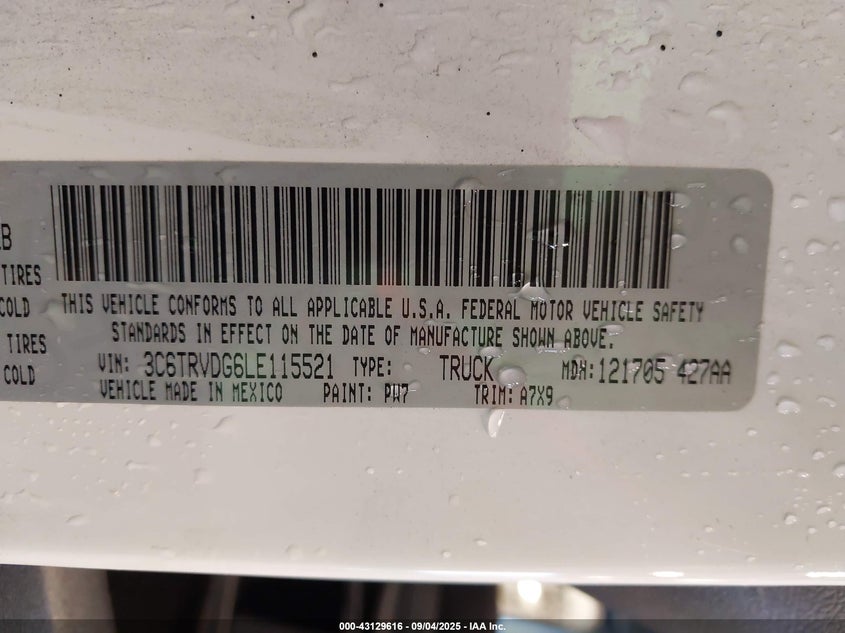 B
TIRES
COLD
THIS VEHICLE CONFORMS TO ALL APPLICABLE U.S.A. FEDERAL MOTOR VEHICLE SAFETY
STANDARDS IN EFFECT ON THE DATE OF MANUFACTURE SHOWN ABOVE.
TIRES
VIN: 3C6TRVDG6LE115521 TYPE: TRUCK MDH:121705 427AA
COLD
VEHICLE MADE IN MEXICO PAINT: PW7 TRIM: A7X9
000-43129616 - 09/04/2025 - IAA Inc.